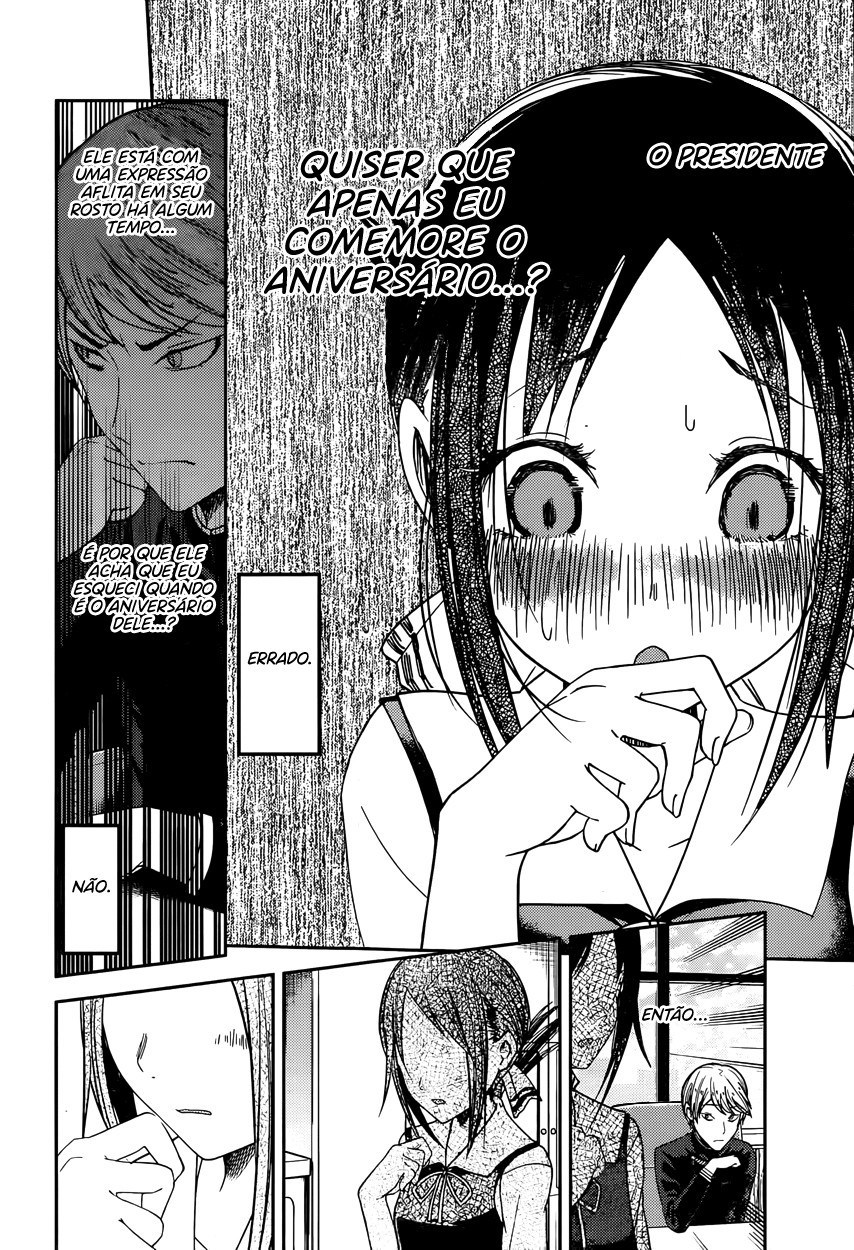 O PRESIDENTE
QUISER QUE
APENAS EU
COMEMORE O
ANIVERSÁRIO...?
ERRADO.
ELE ESTÁ COM
UMA EXPRESSÃO
AFLITA EM SEU
ROSTO HÁ ALGUM
TEMPO...
É POR QUE ELE
ACHA QUE EU
ESQUECI QUANDO
É O ANIVERSÁRIO
DELE...?
NÃO.
ENTÃO...